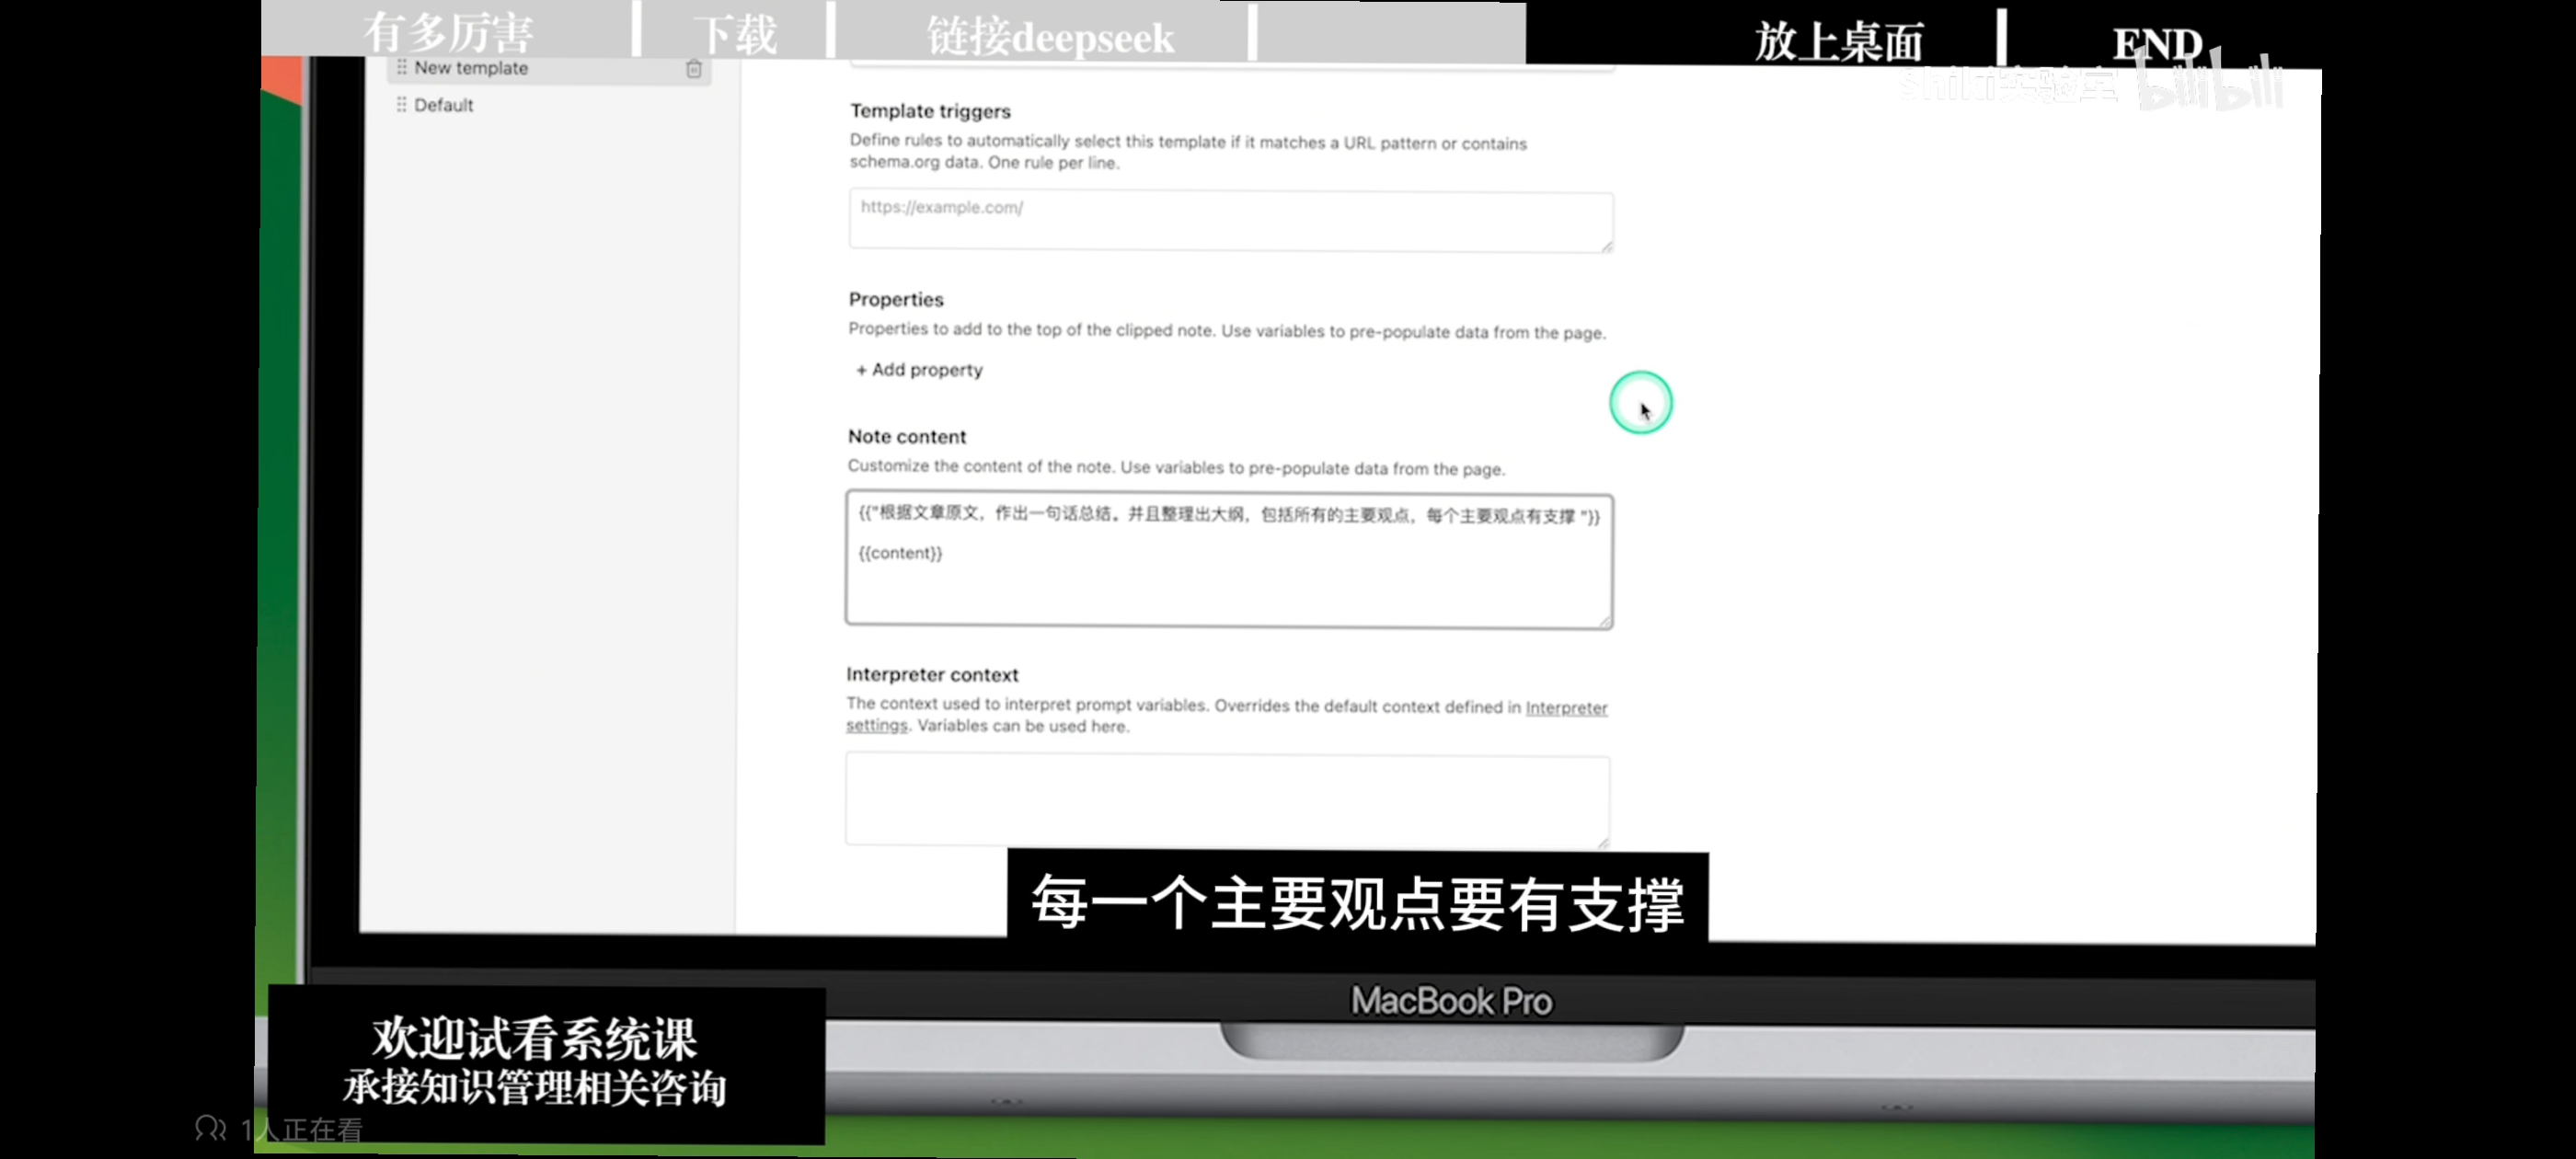 有多厉害
下载
链接deepseek
放上桌面
END
Shiki实验室 bilibili
New template
Default
Template triggers
Define rules to automatically select this template if it matches a URL pattern or contains
schema.org data. One rule per line.
https://example.com/
Properties
Properties to add to the top of the clipped note. Use variables to pre-populate data from the page.
+ Add property
Note content
Customize the content of the note. Use variables to pre-populate data from the page.
{{"根据文章原文，作出一句话总结。并且整理出大纲，包括所有的主要观点，每个主要观点有支撑 "}}
{{content}}
Interpreter context
The context used to interpret prompt variables. Overrides the default context defined in Interpreter
settings. Variables can be used here.
每一个主要观点要有支撑
MacBook Pro
欢迎试看系统课
承接知识管理相关咨询
1人正在看